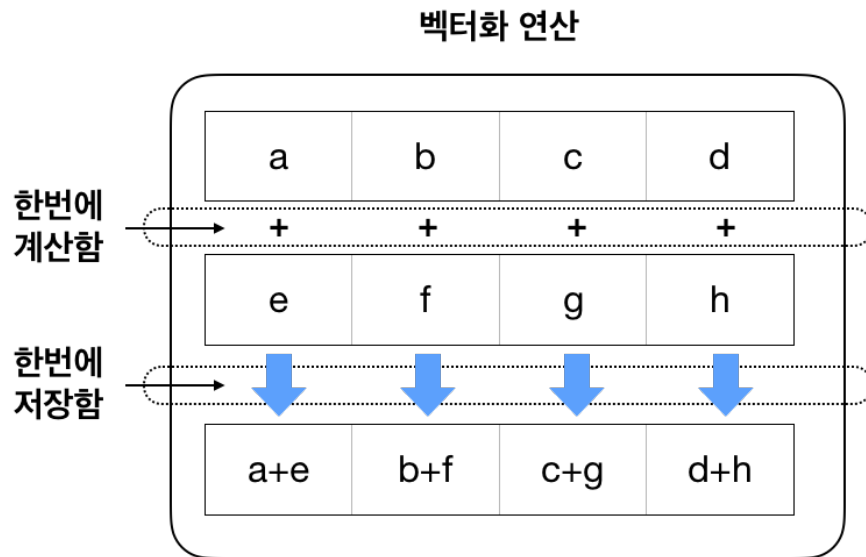 벡터화 연산
a b c d
한번에
계산함
+ + + +
e f g h
한번에
저장함
a+e b+f c+g d+h